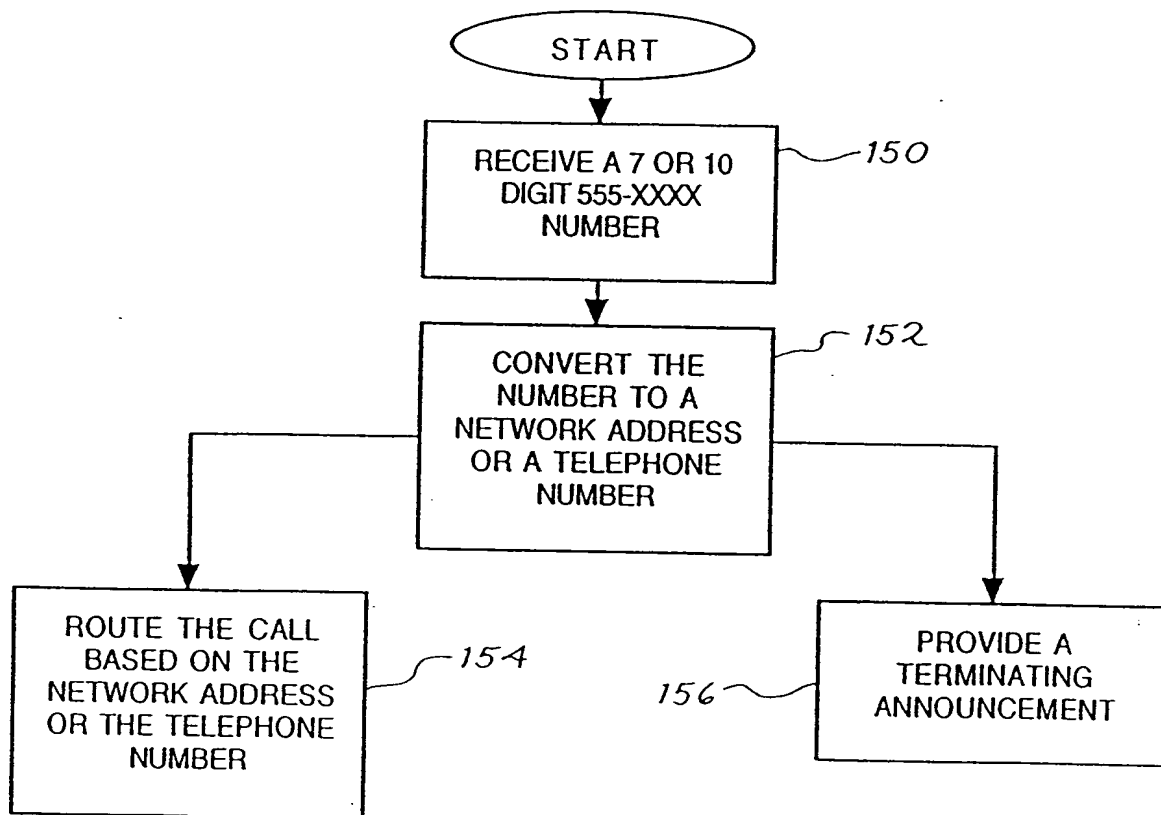 START
RECEIVE A 7 OR 10
DIGIT 555-XXXX
NUMBER
150
CONVERT THE
NUMBER TO A
NETWORK ADDRESS
OR A TELEPHONE
NUMBER
152
ROUTE THE CALL
BASED ON THE
NETWORK ADDRESS
OR THE TELEPHONE
NUMBER
154
PROVIDE A
TERMINATING
ANNOUNCEMENT
156